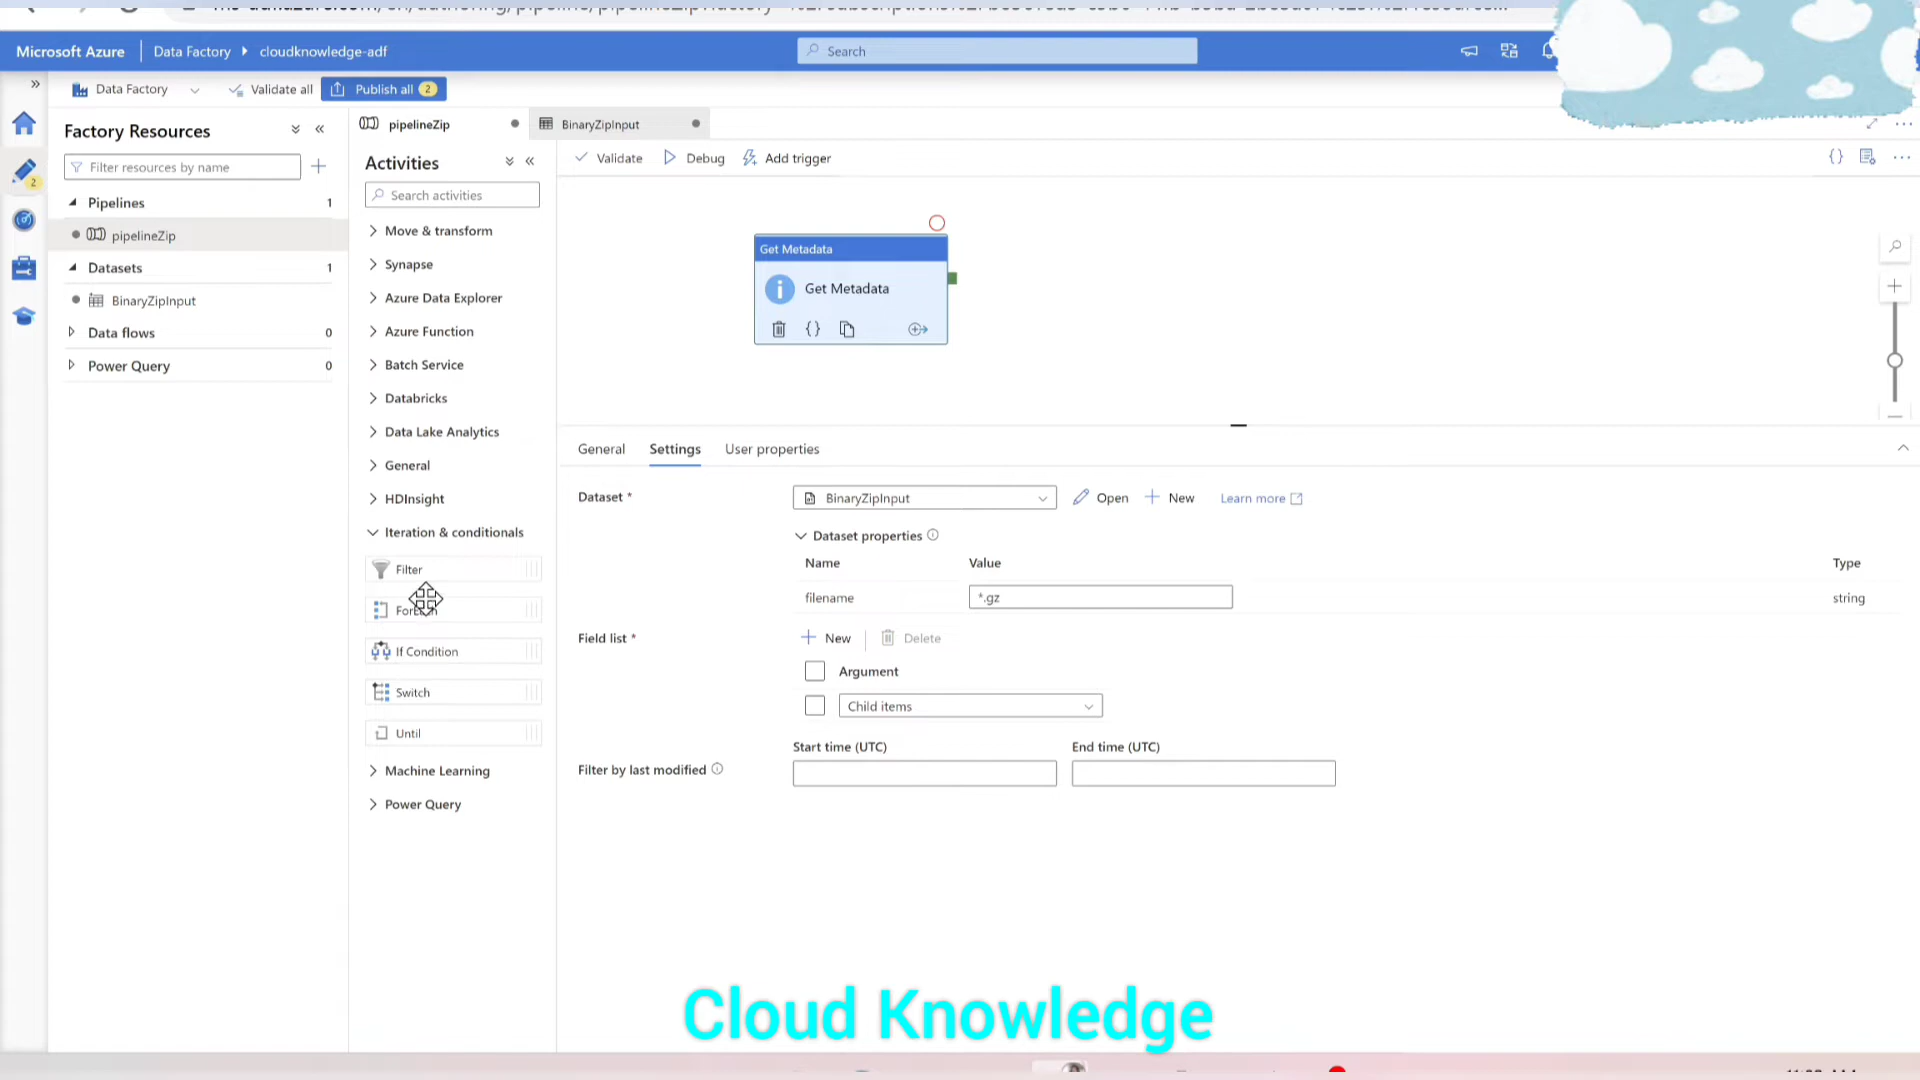 Microsoft Azure
Data Factory
cloudknowledge-adf
Search
Data Factory
Validate all
Publish all
2
Factory Resources
Filter resources by name
2
Pipelines
1
pipelineZip
Datasets
1
BinaryZipInput
Data flows
0
Power Query
0
pipelineZip
BinaryZipInput
Activities
Search activities
Move & transform
Synapse
Azure Data Explorer
Azure Function
Batch Service
Databricks
Data Lake Analytics
General
HDInsight
Iteration & conditionals
Filter
ForEach
If Condition
Switch
Until
Machine Learning
Power Query
Validate
Debug
Add trigger
Get Metadata
Get Metadata
General
Settings
User properties
Dataset *
BinaryZipInput
Open
New
Learn more
Dataset properties
Name
Value
Type
filename
*.gz
string
Field list *
New
Delete
Argument
Child items
Start time (UTC)
End time (UTC)
Filter by last modified
Cloud Knowledge